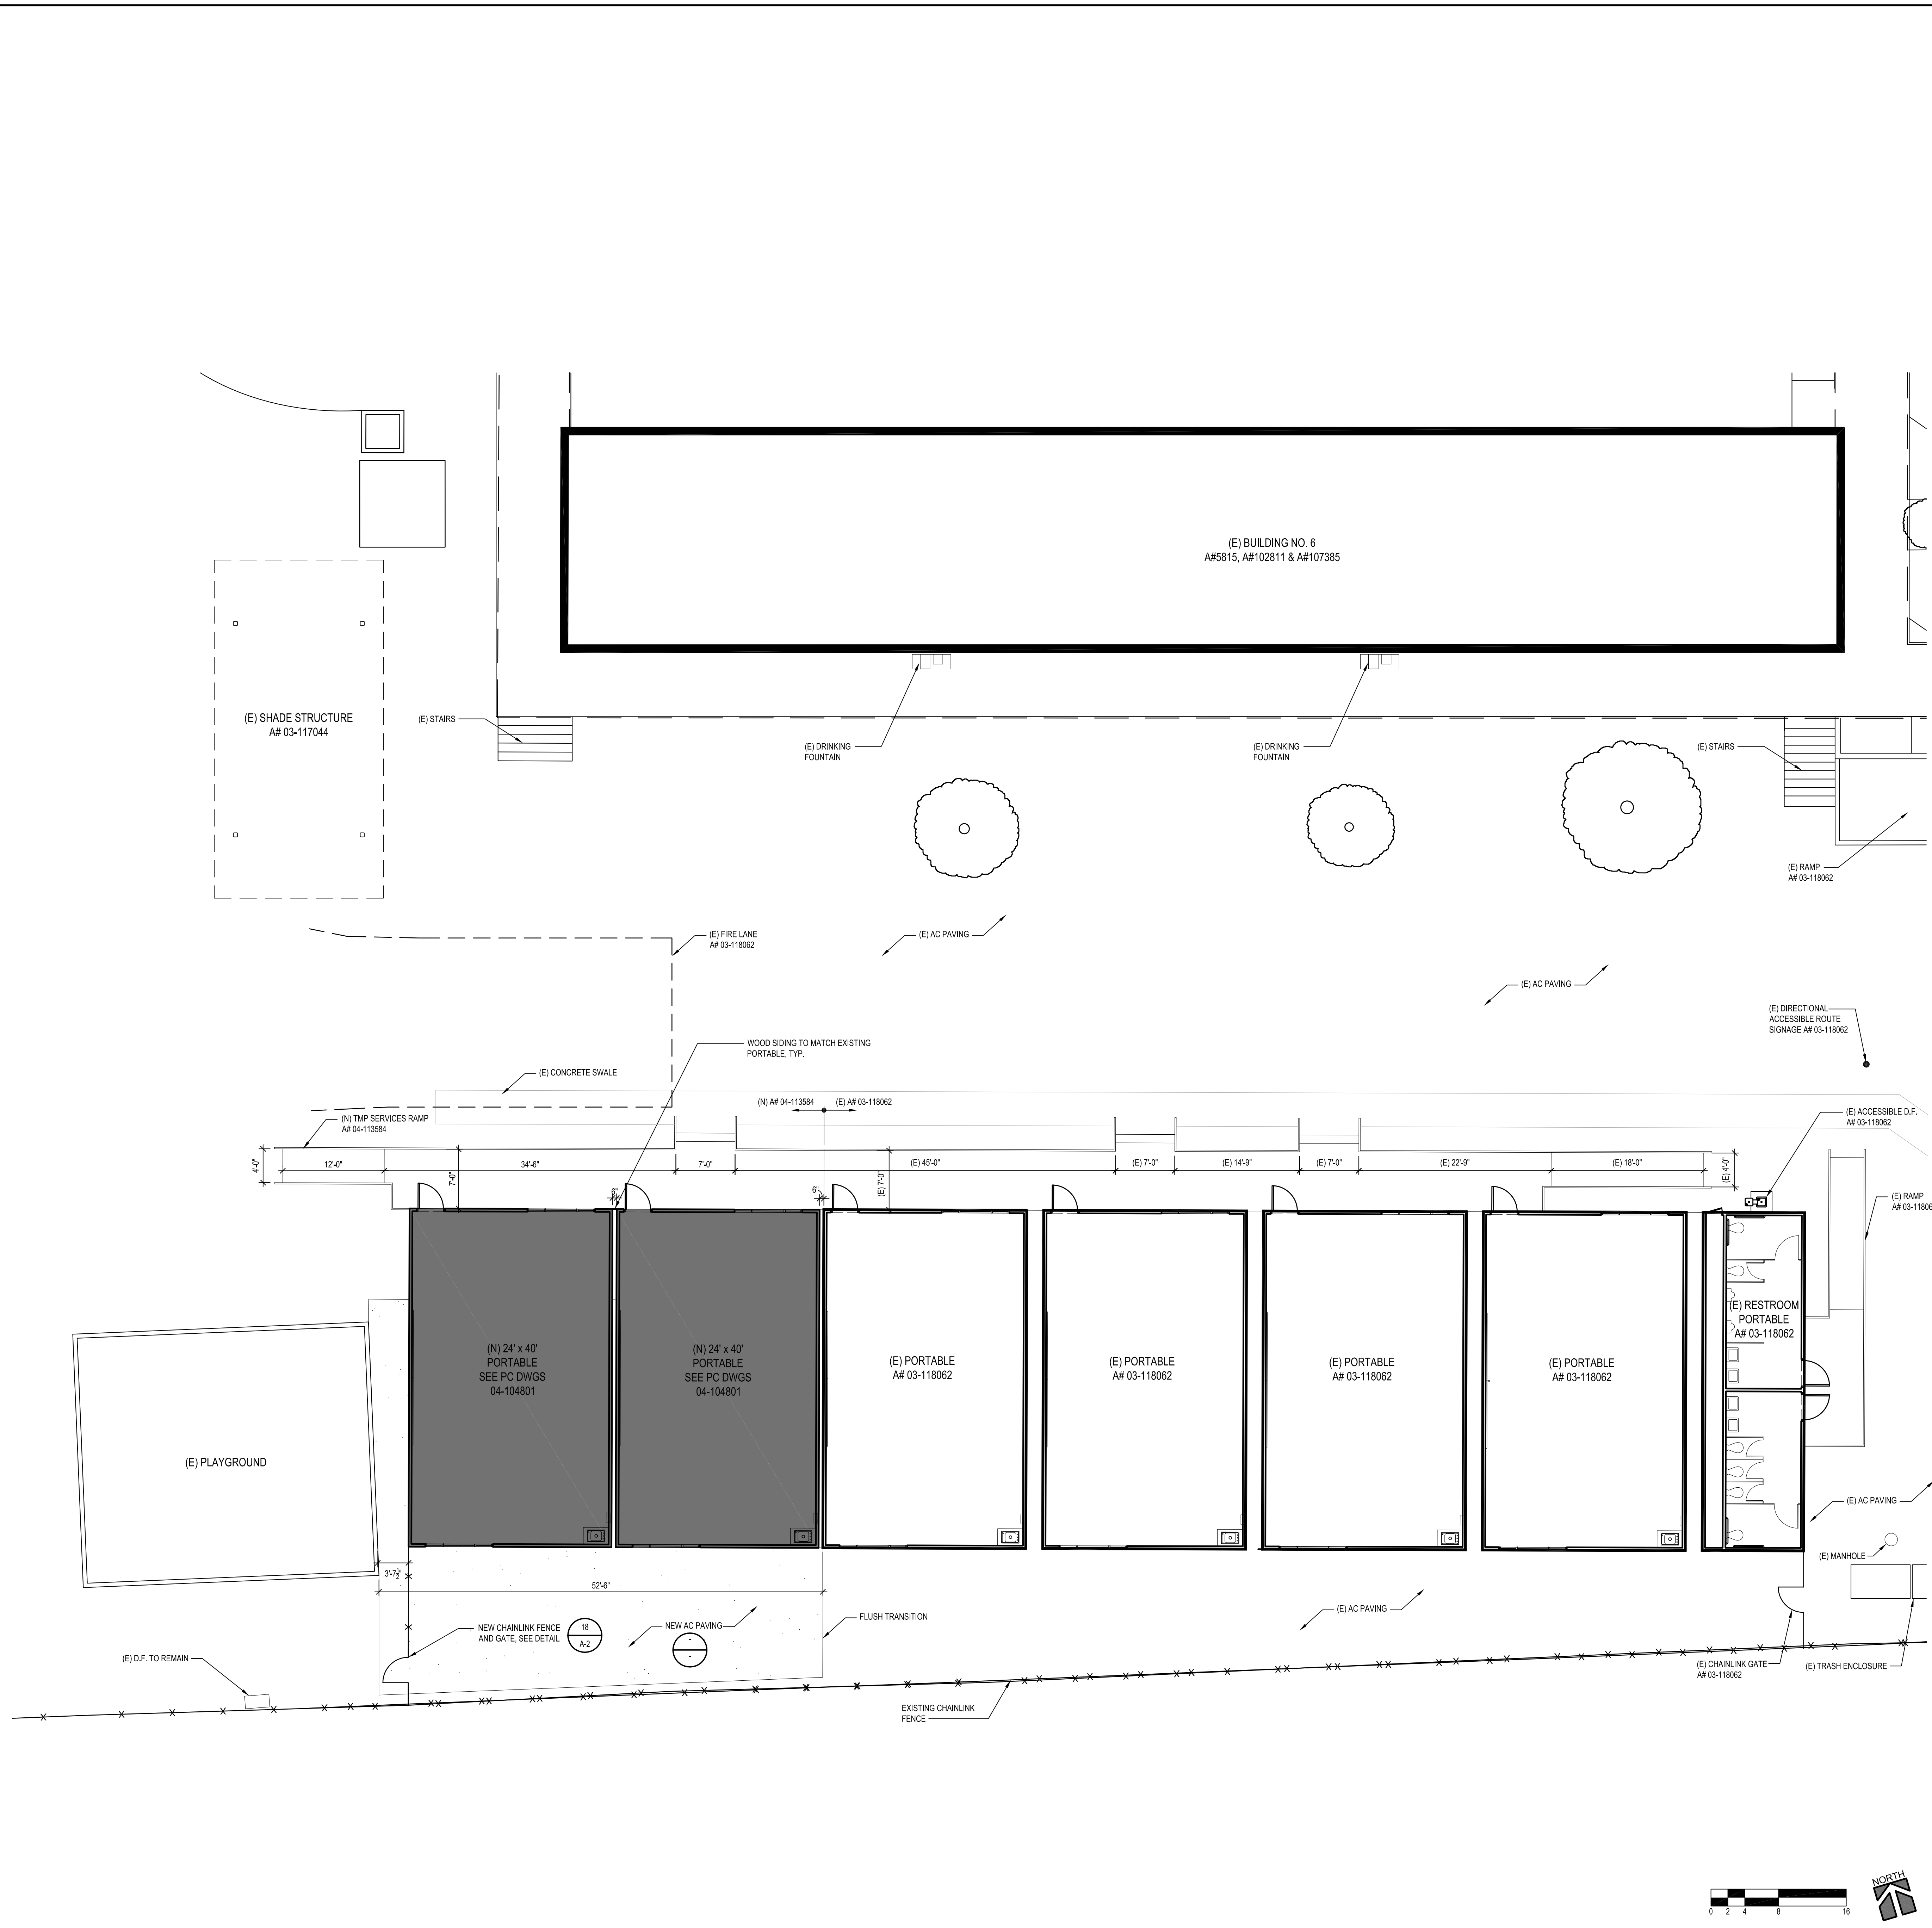 (E) BUILDING NO. 6
A#5815, A#102811 & A#107385
(E) SHADE STRUCTURE
A# 03-117044
(E) STAIRS
(E) DRINKING
FOUNTAIN
(E) DRINKING
FOUNTAIN
(E) STAIRS
(E) RAMP
A# 03-118062
(E) FIRE LANE
A# 03-118062
(E) AC PAVING
(E) AC PAVING
(E) DIRECTIONAL
ACCESSIBLE ROUTE
SIGNAGE A# 03-118062
WOOD SIDING TO MATCH EXISTING
PORTABLE, TYP.
(E) CONCRETE SWALE
(N) A# 04-113584
(E) A# 03-118062
(N) TMP SERVICES RAMP
A# 04-113584
(E) ACCESSIBLE D.F.
A# 03-118062
4'-0"
12'-0"
34'-6"
7'-0"
7'-0"
(E) 45'-0"
(E) 7'-0"
(E) 7'-0"
(E) 14'-9"
(E) 7'-0"
(E) 22'-9"
(E) 18'-0"
(E) 4'-0"
6"
6"
(E) RAMP
A# 03-11806
(N) 24' x 40'
PORTABLE
SEE PC DWGS
04-104801
(N) 24' x 40'
PORTABLE
SEE PC DWGS
04-104801
(E) PORTABLE
A# 03-118062
(E) PORTABLE
A# 03-118062
(E) PORTABLE
A# 03-118062
(E) PORTABLE
A# 03-118062
(E) RESTROOM
PORTABLE
A# 03-118062
(E) PLAYGROUND
(E) AC PAVING
(E) MANHOLE
3'-7½"
52'-6"
NEW CHAINLINK FENCE
AND GATE, SEE DETAIL
18
A-2
NEW AC PAVING
-
-
FLUSH TRANSITION
(E) AC PAVING
(E) D.F. TO REMAIN
(E) CHAINLINK GATE
A# 03-118062
(E) TRASH ENCLOSURE
EXISTING CHAINLINK
FENCE
0 2 4 8 16
NORTH